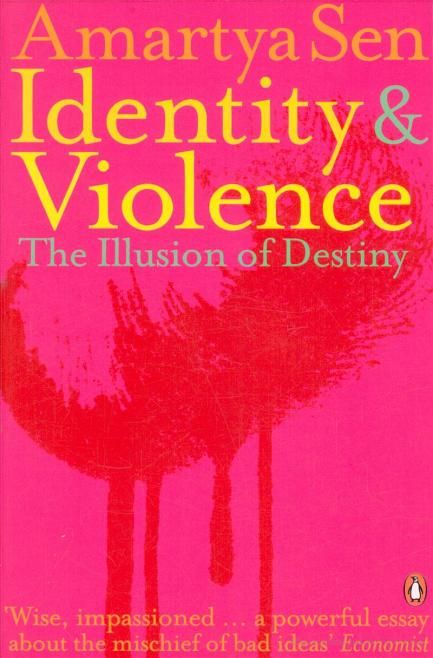 Amartya Sen
Identity &
Violence
The Illusion of Destiny
'Wise, impassioned ... a powerful essay
about the mischief of bad ideas' Economist